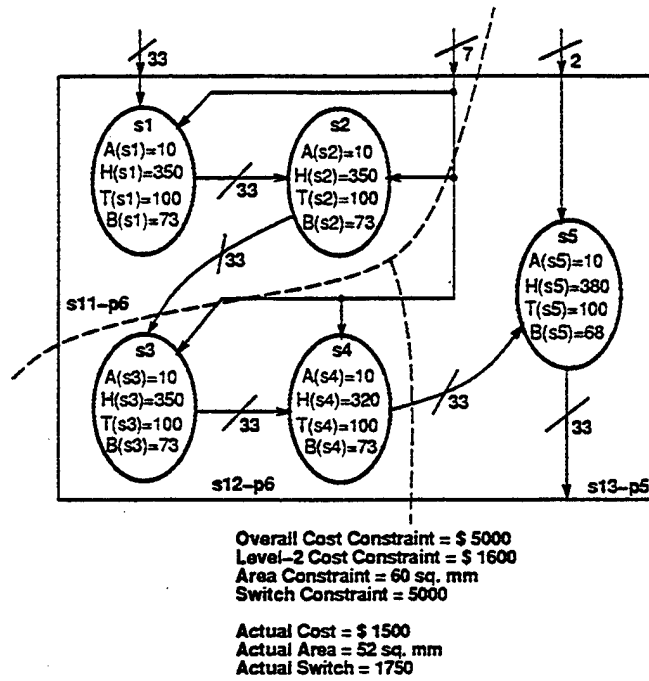 33
7
2
s1
A(s1)=10
H(s1)=350
T(s1)=100
B(s1)=73
33
s2
A(s2)=10
H(s2)=350
T(s2)=100
B(s2)=73
33
s5
A(s5)=10
H(s5)=380
T(s5)=100
B(s5)=68
s11-p6
s3
A(s3)=10
H(s3)=350
T(s3)=100
B(s3)=73
33
s4
A(s4)=10
H(s4)=320
T(s4)=100
B(s4)=73
33
33
s12-p6
s13-p5
Overall Cost Constraint = $ 5000
Level-2 Cost Constraint = $ 1600
Area Constraint = 60 sq. mm
Switch Constraint = 5000
Actual Cost = $ 1500
Actual Area = 52 sq. mm
Actual Switch = 1750